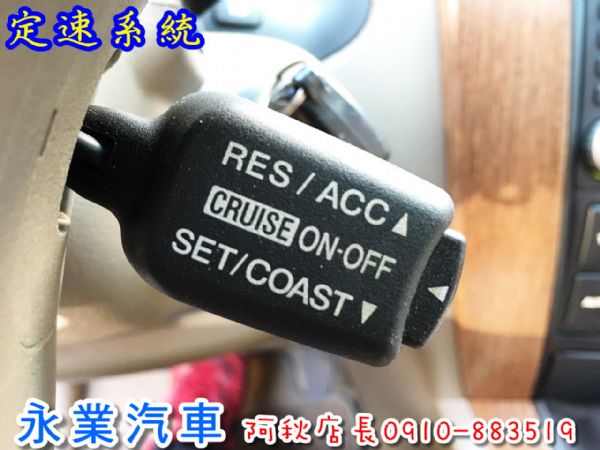 定速系統
RES/ACC▲
CRUISE ON-OFF
◀
SET/COAST▼
永業汽車 阿秋店長0910-883519